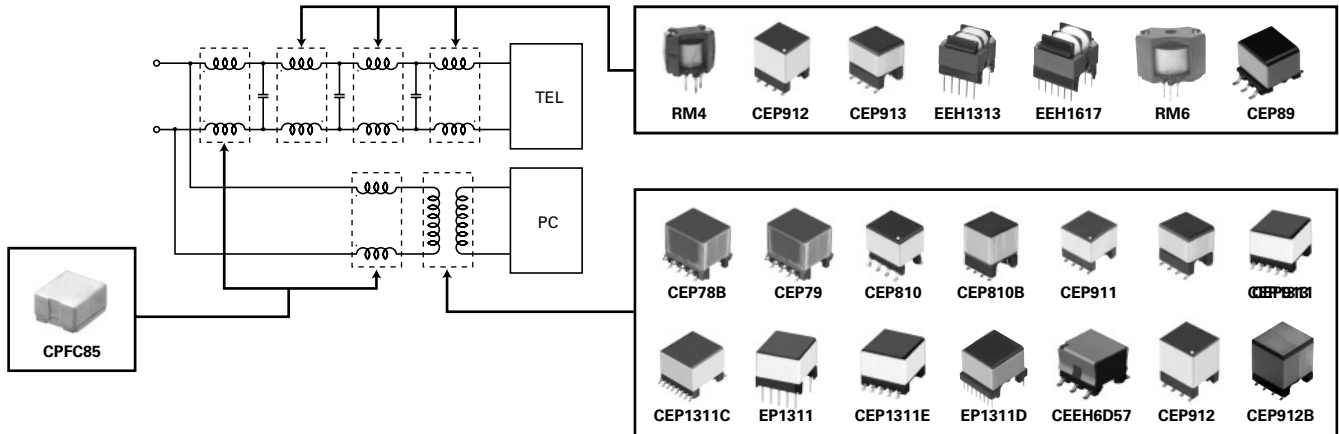 TEL
RM4 CEP912 CEP913 EEH1313 EEH1617 RM6 CEP89
PC
CEP78B CEP79 CEP810 CEP810B CEP911
CPFC85
CEP1311C EP1311 CEP1311E EP1311D CEEH6D57 CEP912 CEP912B